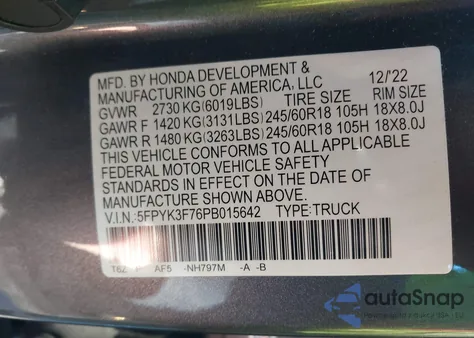 MFD. BY HONDA DEVELOPMENT &
MANUFACTURING OF AMERICA, LLC 12/'22
GVWR 2730 KG(6019LBS) TIRE SIZE RIM SIZE
GAWR F 1420 KG(3131LBS) 245/60R18 105H 18X8.0J
GAWR R 1480 KG(3263LBS) 245/60R18 105H 18X8.0J
THIS VEHICLE CONFORMS TO ALL APPLICABLE
FEDERAL MOTOR VEHICLE SAFETY
STANDARDS IN EFFECT ON THE DATE OF
MANUFACTURE SHOWN ABOVE.
V.I.N.:5FPYK3F76PB015642 TYPE:TRUCK
AF5 -NH797M -A -B
autoSnap